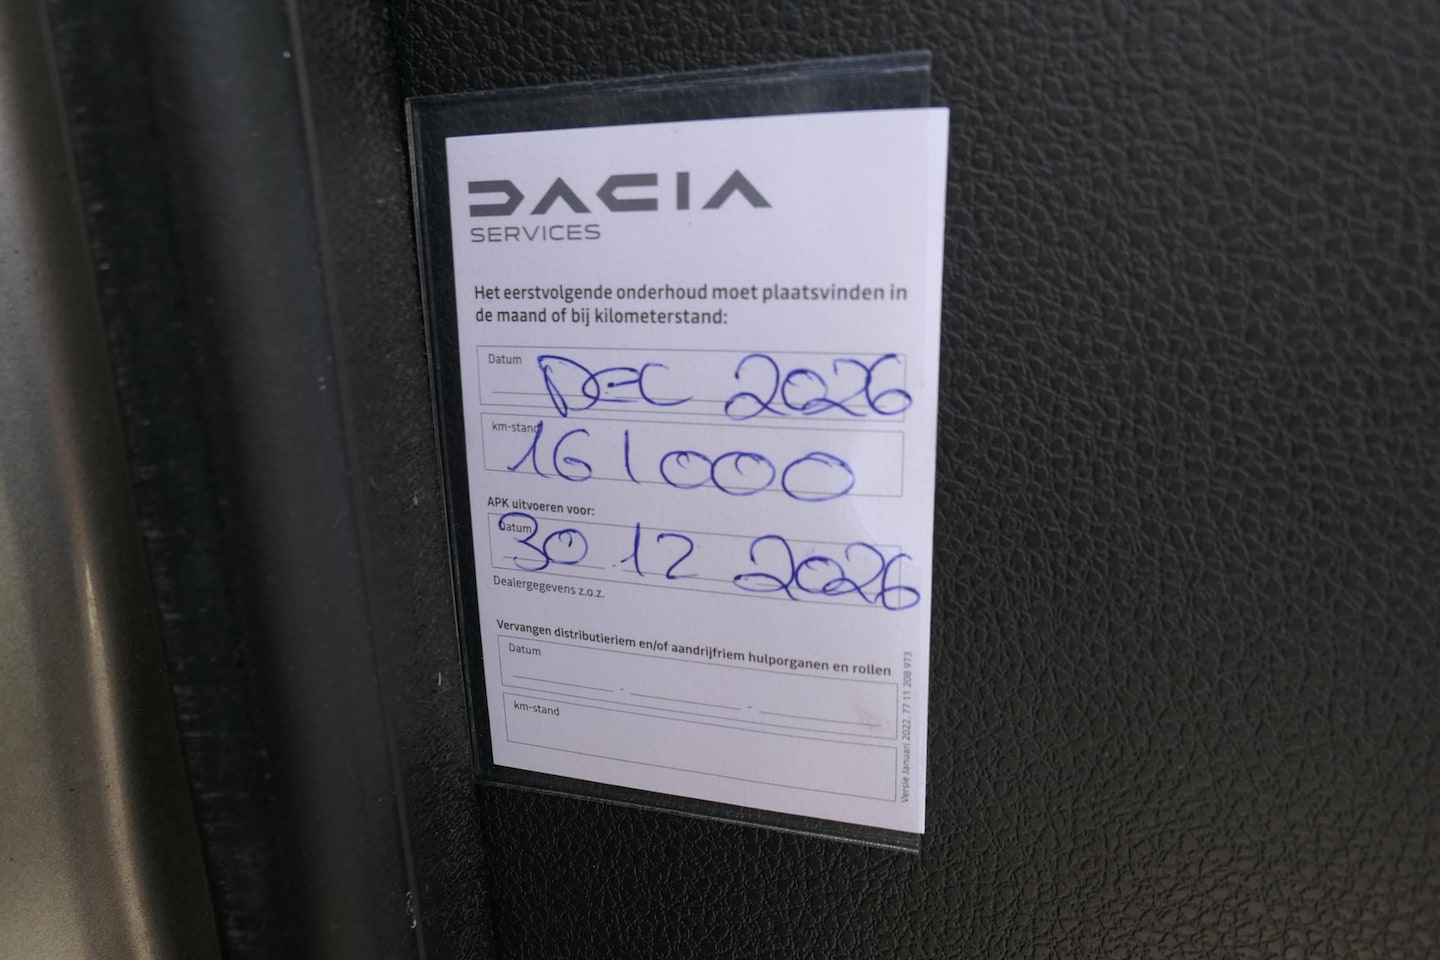 DACIA
SERVICES
Het eerstvolgende onderhoud moet plaatsvinden in
de maand of bij kilometerstand:
Datum
DEC 2026
km-stand
161000
APK uitvoeren voor:
Datum
30 12 2026
Dealergegevens z.o.z.
Vervangen distributieriem en/of aandrijfriem hulporganen en rollen
Datum
km-stand
Versie Januari 2022. 77 11 208 973